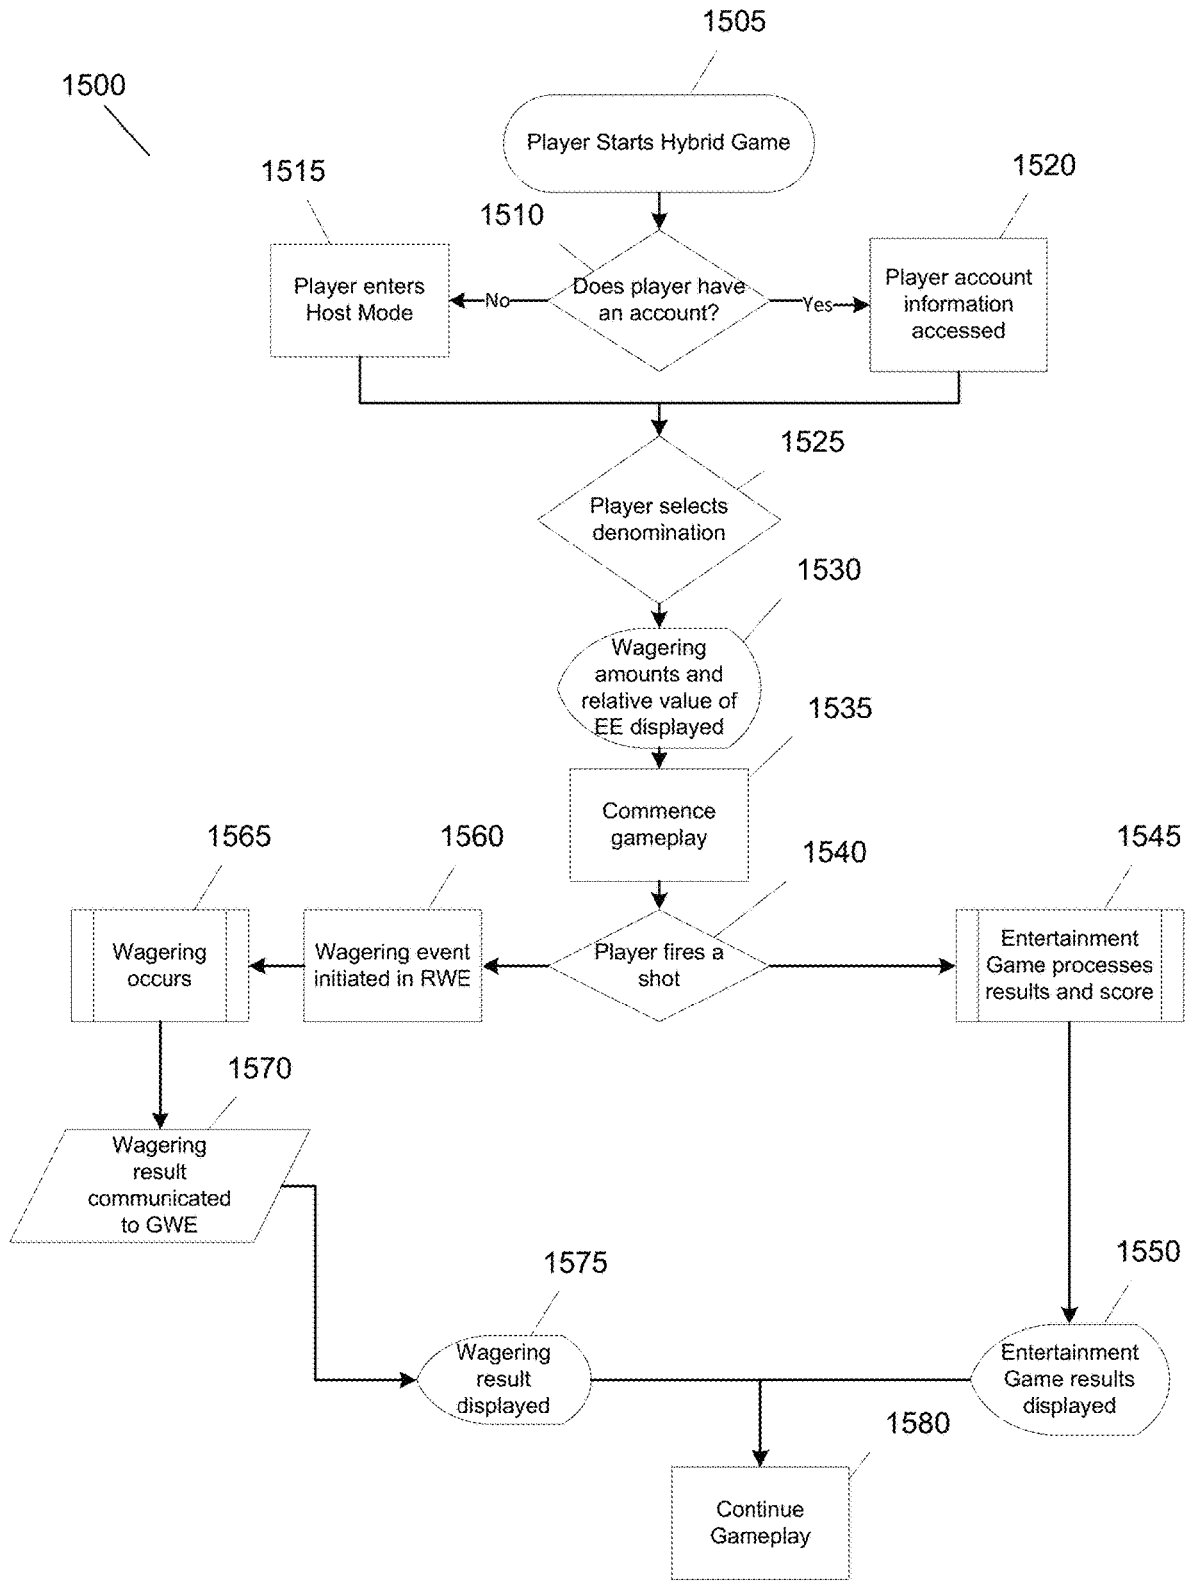 1505
1500
Player Starts Hybrid Game
1515
1510
1520
Player enters
Host Mode
No
Does player have
an account?
Yes
Player account
information
accessed
1525
Player selects
denomination
1530
Wagering
amounts and
relative value of
EE displayed
1535
Commence
gameplay
1565
1560
1540
1545
Wagering
occurs
Wagering event
initiated in RWE
Player fires a
shot
Entertainment
Game processes
results and score
1570
Wagering
result
communicated
to GWE
1575
1550
Wagering
result
displayed
Entertainment
Game results
displayed
1580
Continue
Gameplay